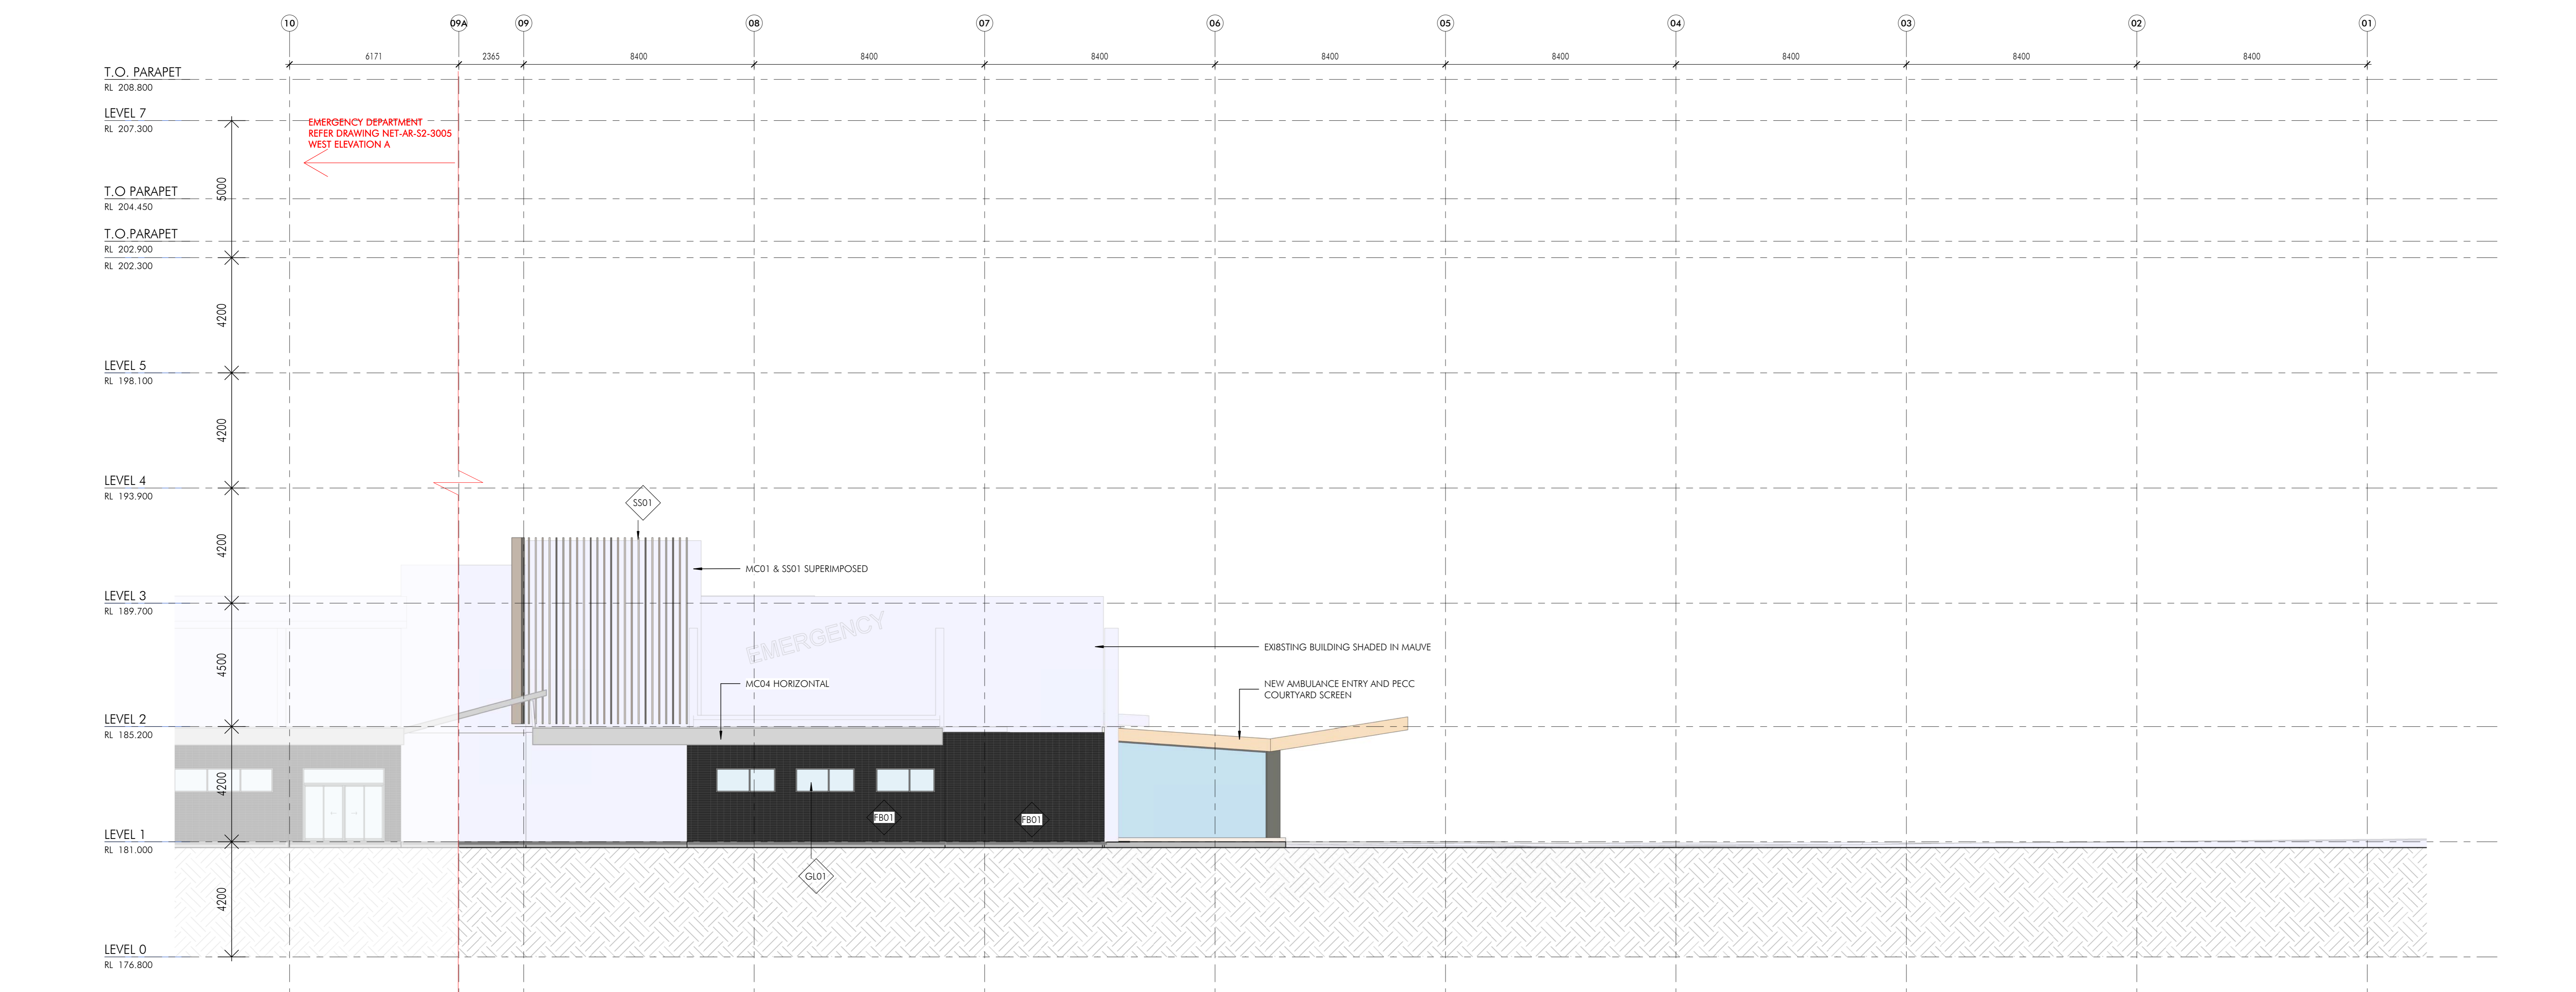 10
09A
09
08
07
06
05
04
03
02
01
6171
2365
8400
8400
8400
8400
8400
8400
8400
8400
T.O. PARAPET
RL 208.800
LEVEL 7
RL 207.300
EMERGENCY DEPARTMENT
REFER DRAWING NET-AR-S2-3005
WEST ELEVATION A
5000
T.O PARAPET
RL 204.450
T.O.PARAPET
RL 202.900
RL 202.300
4200
LEVEL 5
RL 198.100
4200
LEVEL 4
RL 193.900
SS01
4200
MC01 & SS01 SUPERIMPOSED
LEVEL 3
RL 189.700
EMERGENCY
EXI8STING BUILDING SHADED IN MAUVE
4500
MC04 HORIZONTAL
NEW AMBULANCE ENTRY AND PECC
COURTYARD SCREEN
LEVEL 2
RL 185.200
4200
FB01
FB01
LEVEL 1
RL 181.000
GL01
4200
LEVEL 0
RL 176.800